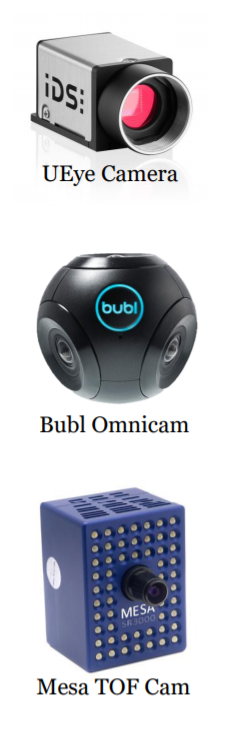 iDS:
UEye Camera
bubl
Bubl Omnicam
MESA
SR3000
Mesa TOF Cam